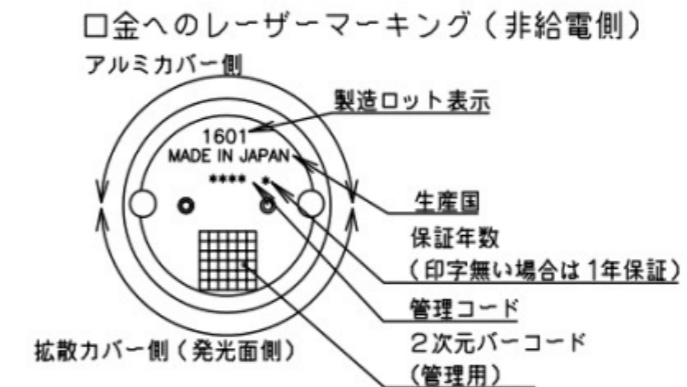 口金へのレーザーマーキング(非給電側)
アルミカバー側
製造ロット表示
1601
MADE IN JAPAN
**** *
生産国
保証年数
(印字無い場合は1年保証)
管理コード
2次元バーコード
(管理用)
拡散カバー側(発光面側)